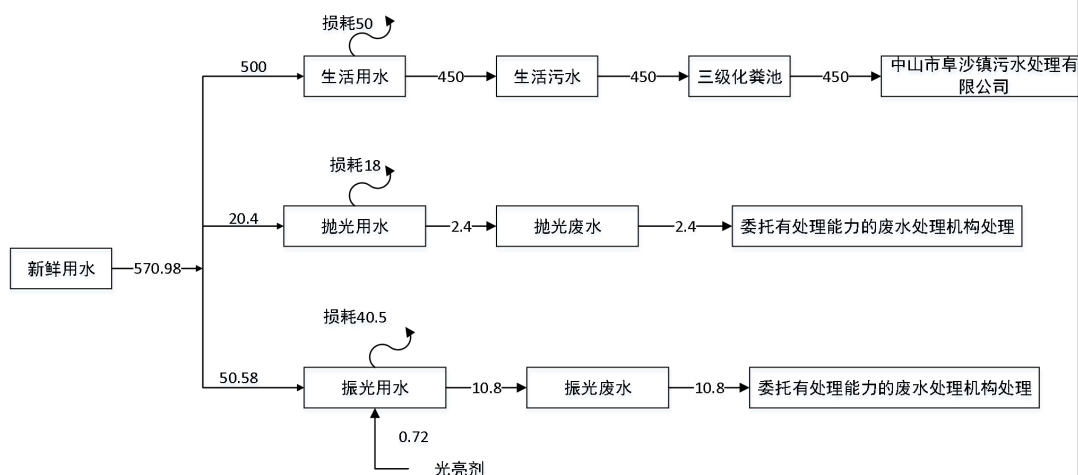 损耗50
500
生活用水
450
生活污水
450
三级化粪池
450
中山市阜沙镇污水处理有
限公司
损耗18
20.4
抛光用水
2.4
抛光废水
2.4
委托有处理能力的废水处理机构处理
新鲜用水
570.98
损耗40.5
50.58
振光用水
10.8
振光废水
10.8
委托有处理能力的废水处理机构处理
0.72
光亮剂